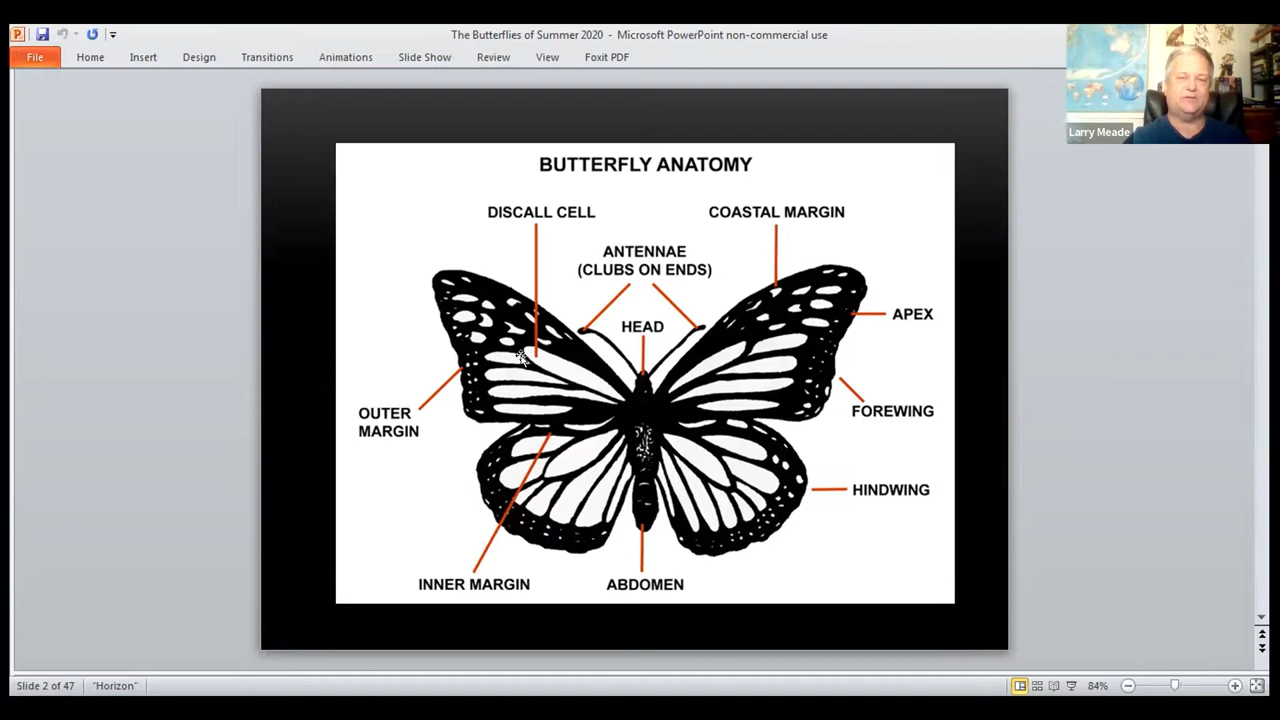 The Butterflies of Summer 2020 - Microsoft PowerPoint non-commercial use
File Home Insert Design Transitions Animations Slide Show Review View Foxit PDF
Larry Meade
BUTTERFLY ANATOMY
DISCALL CELL
COASTAL MARGIN
ANTENNAE
(CLUBS ON ENDS)
HEAD
APEX
OUTER
MARGIN
FOREWING
HINDWING
INNER MARGIN
ABDOMEN
Slide 2 of 47
"Horizon"
84%